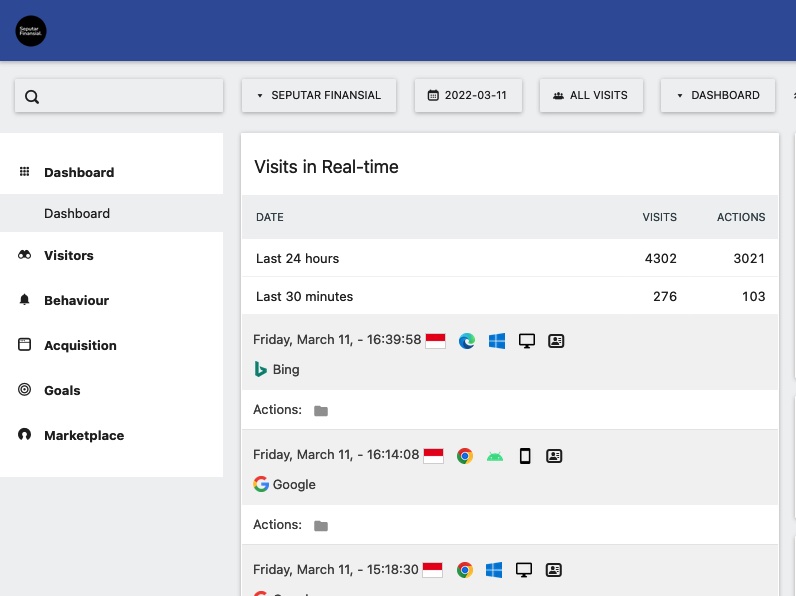 Seputar
Finansial
SEPUTAR FINANSIAL
2022-03-11
ALL VISITS
DASHBOARD
Dashboard
Dashboard
Visitors
Behaviour
Acquisition
Goals
Marketplace
Visits in Real-time
DATE VISITS ACTIONS
Last 24 hours 4302 3021
Last 30 minutes 276 103
Friday, March 11, - 16:39:58
Bing
Actions:
Friday, March 11, - 16:14:08
Google
Actions:
Friday, March 11, - 15:18:30